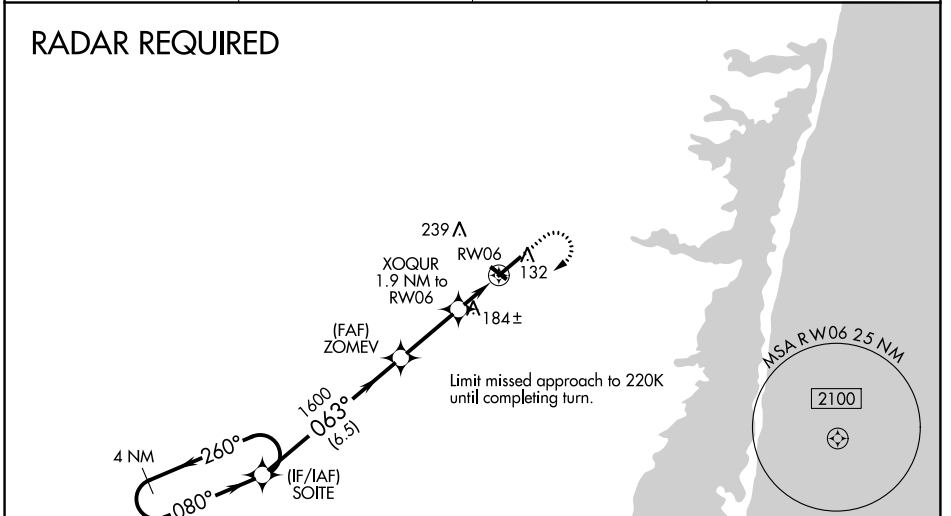 RADAR REQUIRED
239
RW06
XOQUR
1.9 NM to
RW06
132
184±
(FAF)
ZOMEV
MSA RW06 25 NM
Limit missed approach to 220K
until completing turn.
2100
1600
063°
(6.5)
260°
4 NM
(IF/IAF)
SOITE
080°